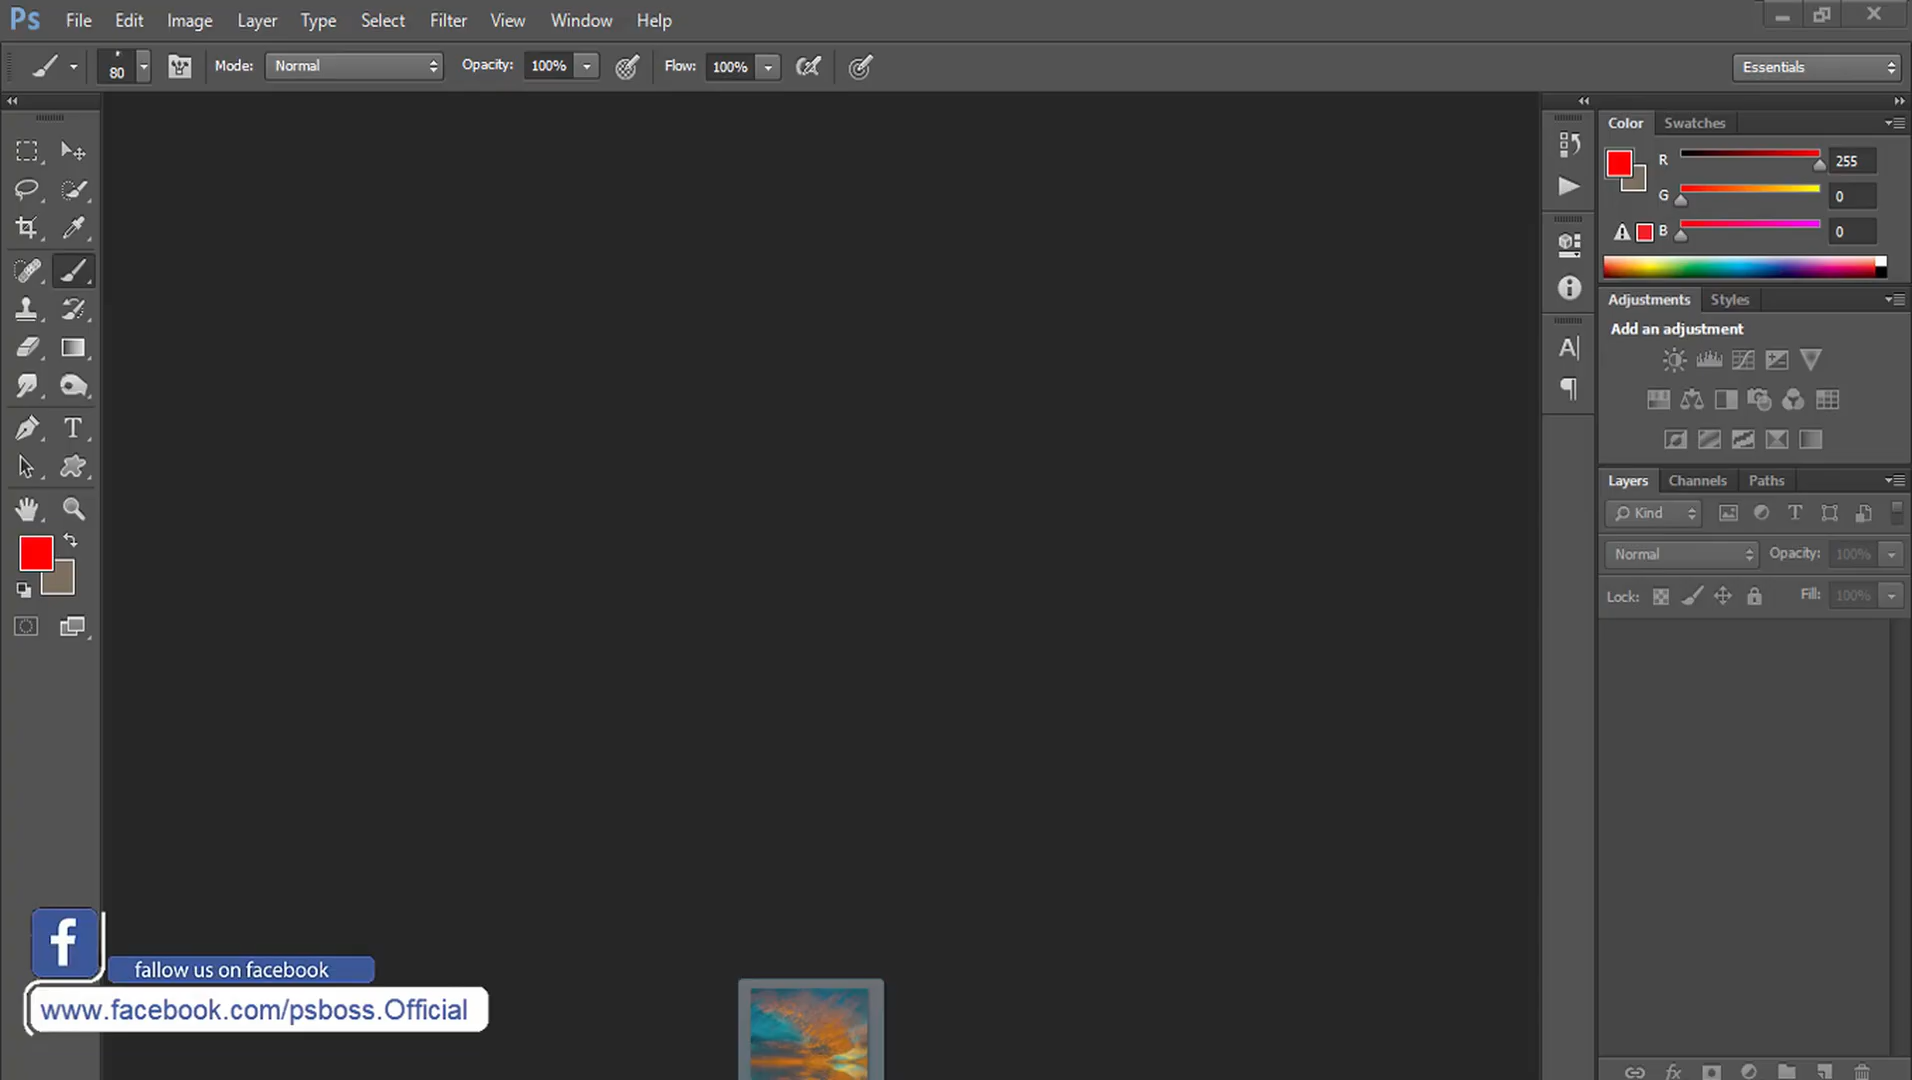 Ps File Edit Image Layer Type Select Filter View Window Help
80 Mode: Normal Opacity: 100% Flow: 100% Essentials
Color Swatches
R 255
G 0
B 0
Adjustments Styles
Add an adjustment
Layers Channels Paths
Kind
Normal Opacity: 100%
Lock: Fill: 100%
fallow us on facebook
www.facebook.com/psboss.Official